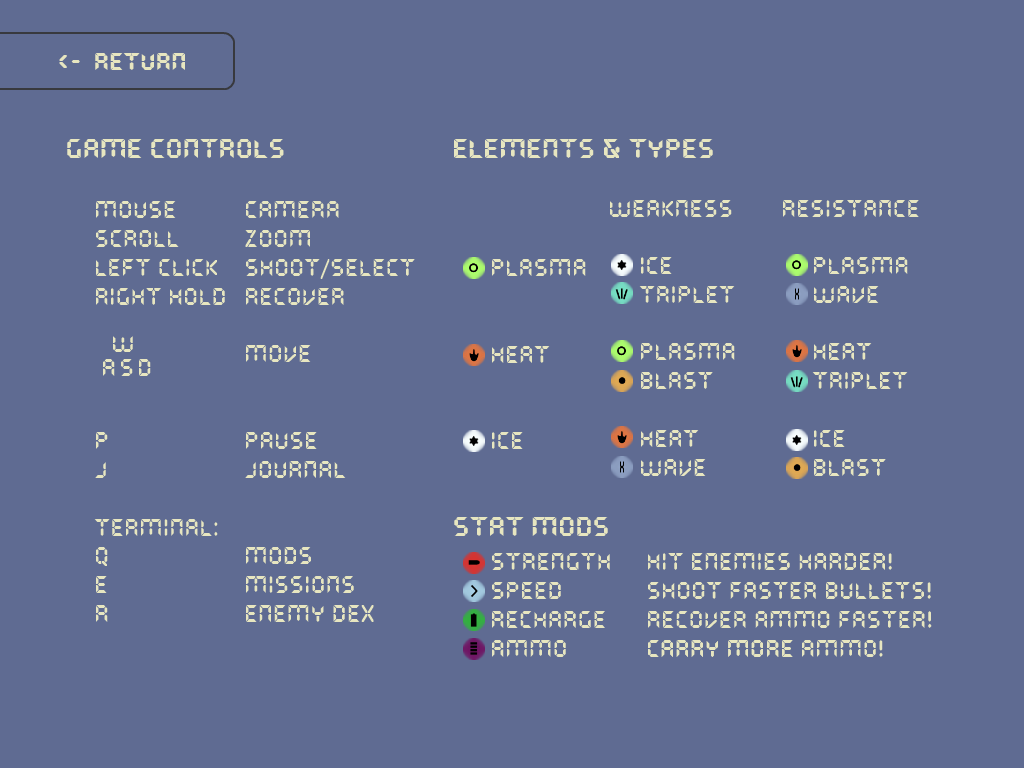 <- RETURN
GAME CONTROLS
MOUSE CAMERA
SCROLL ZOOM
LEFT CLICK SHOOT/SELECT
RIGHT HOLD RECOVER
W
A S D MOVE
P PAUSE
J JOURNAL
TERMINAL:
Q MODS
E MISSIONS
R ENEMY DEX
ELEMENTS & TYPES
WEAKNESS RESISTANCE
PLASMA ICE PLASMA
TRIPLET WAVE
HEAT PLASMA HEAT
BLAST TRIPLET
ICE HEAT ICE
WAVE BLAST
STAT MODS
STRENGTH HIT ENEMIES HARDER!
SPEED SHOOT FASTER BULLETS!
RECHARGE RECOVER AMMO FASTER!
AMMO CARRY MORE AMMO!